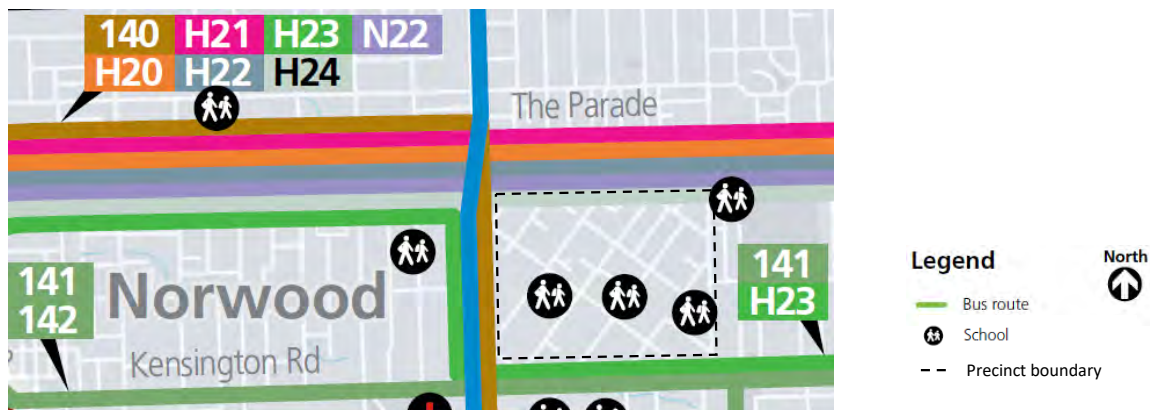 140 H21 H23 N22
H20 H22 H24
The Parade
141
142
Norwood
Kensington Rd
141
H23
Legend
Bus route
School
Precinct boundary
North